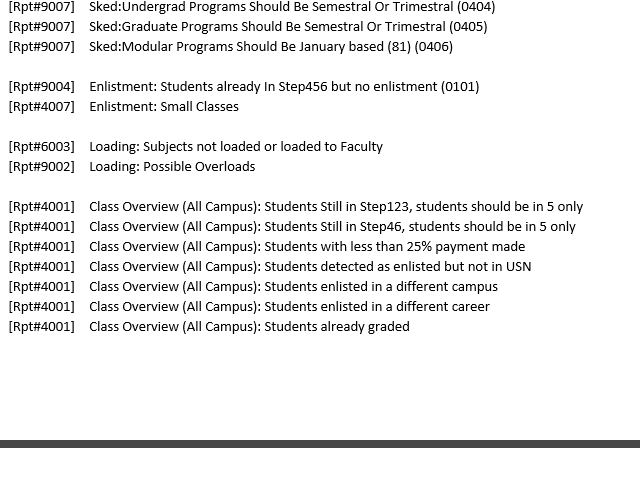 [Rpt#9007] Sked:Undergrad Programs Should Be Semestral Or Trimestral (0404)
[Rpt#9007] Sked:Graduate Programs Should Be Semestral Or Trimestral (0405)
[Rpt#9007] Sked:Modular Programs Should Be January based (81) (0406)
[Rpt#9004] Enlistment: Students already In Step456 but no enlistment (0101)
[Rpt#4007] Enlistment: Small Classes
[Rpt#6003] Loading: Subjects not loaded or loaded to Faculty
[Rpt#9002] Loading: Possible Overloads
[Rpt#4001] Class Overview (All Campus): Students Still in Step123, students should be in 5 only
[Rpt#4001] Class Overview (All Campus): Students Still in Step46, students should be in 5 only
[Rpt#4001] Class Overview (All Campus): Students with less than 25% payment made
[Rpt#4001] Class Overview (All Campus): Students detected as enlisted but not in USN
[Rpt#4001] Class Overview (All Campus): Students enlisted in a different campus
[Rpt#4001] Class Overview (All Campus): Students enlisted in a different career
[Rpt#4001] Class Overview (All Campus): Students already graded